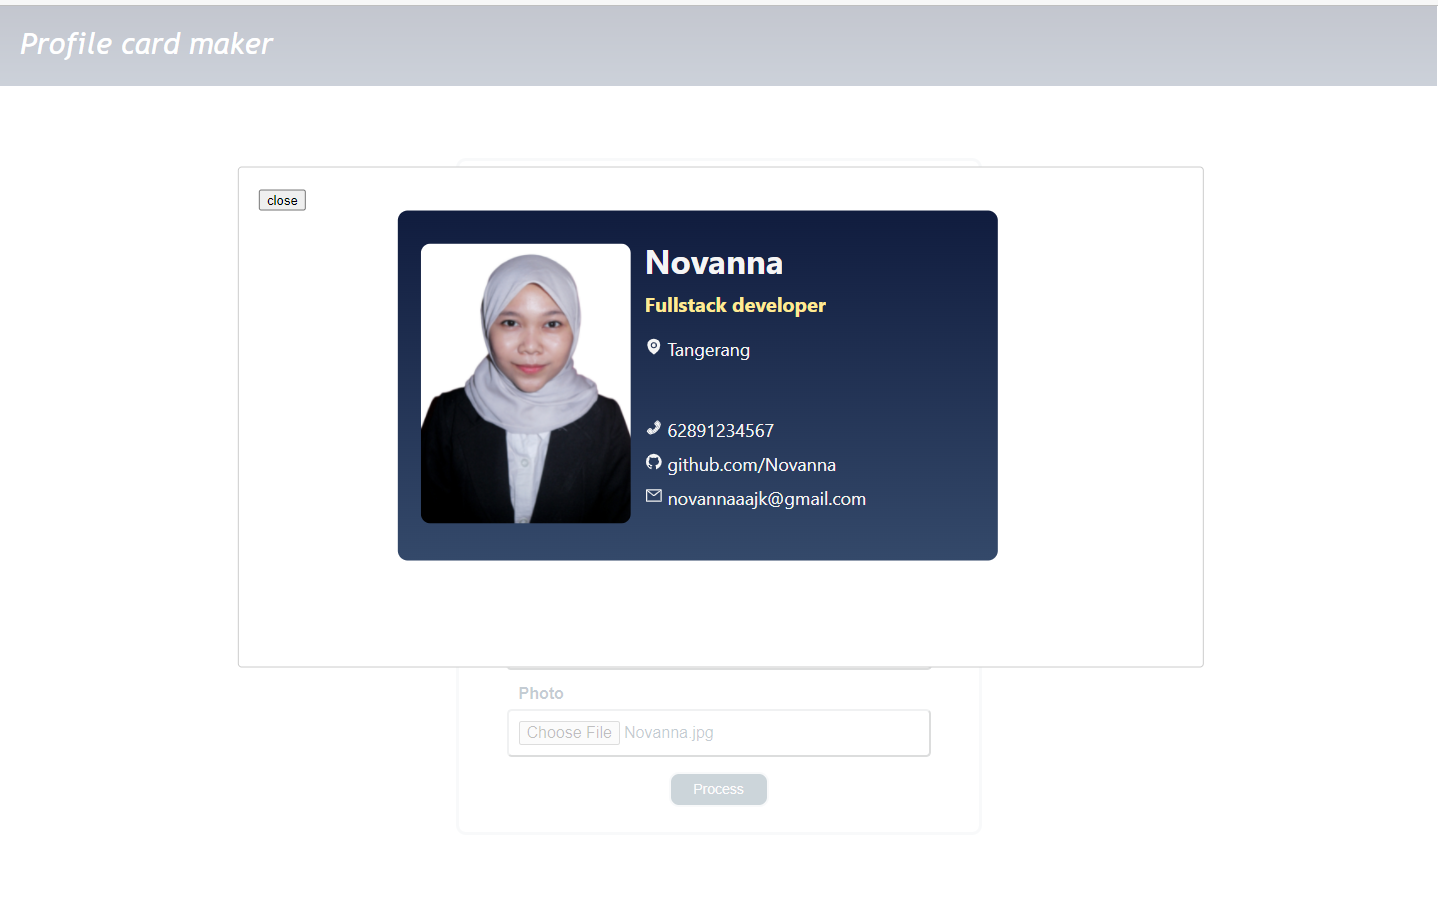 Profile card maker
close
Novanna
Fullstack developer
Tangerang
62891234567
github.com/Novanna
novannaaajk@gmail.com
Photo
Choose File Novanna.jpg
Process